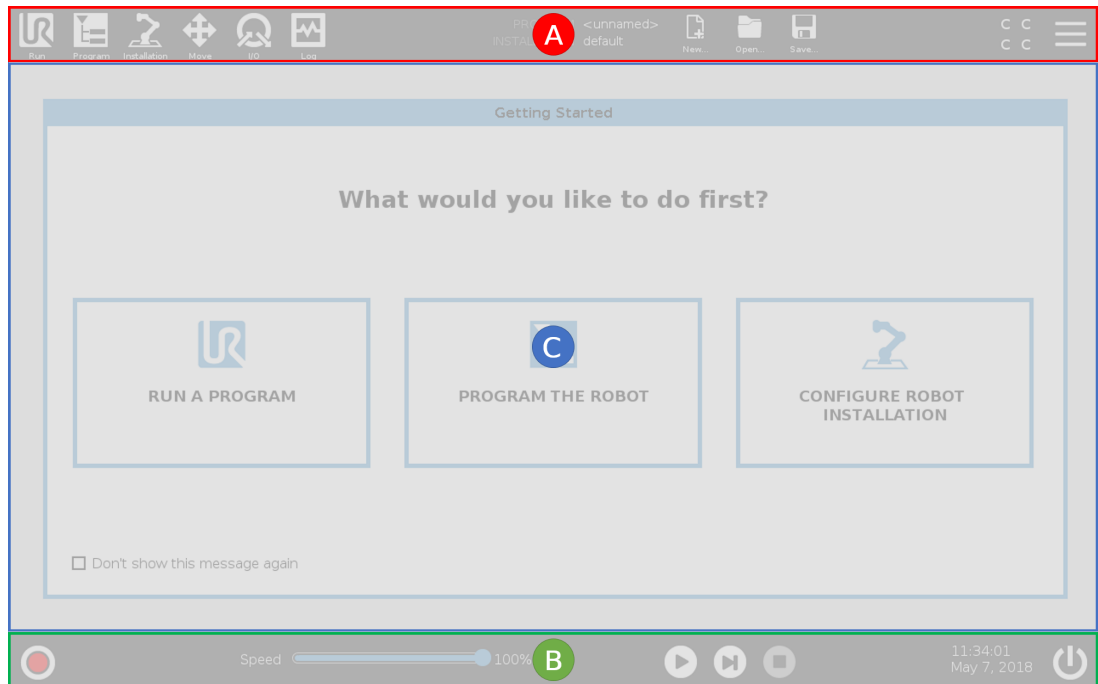 PROGRAM <unnamed>
INSTALLATION default
A
C C
C C
Run Program Installation Move I/O Log New... Open... Save...
Getting Started
What would you like to do first?
C
RUN A PROGRAM
PROGRAM THE ROBOT
CONFIGURE ROBOT
INSTALLATION
Don't show this message again
Speed 100% B
11:34:01
May 7, 2018